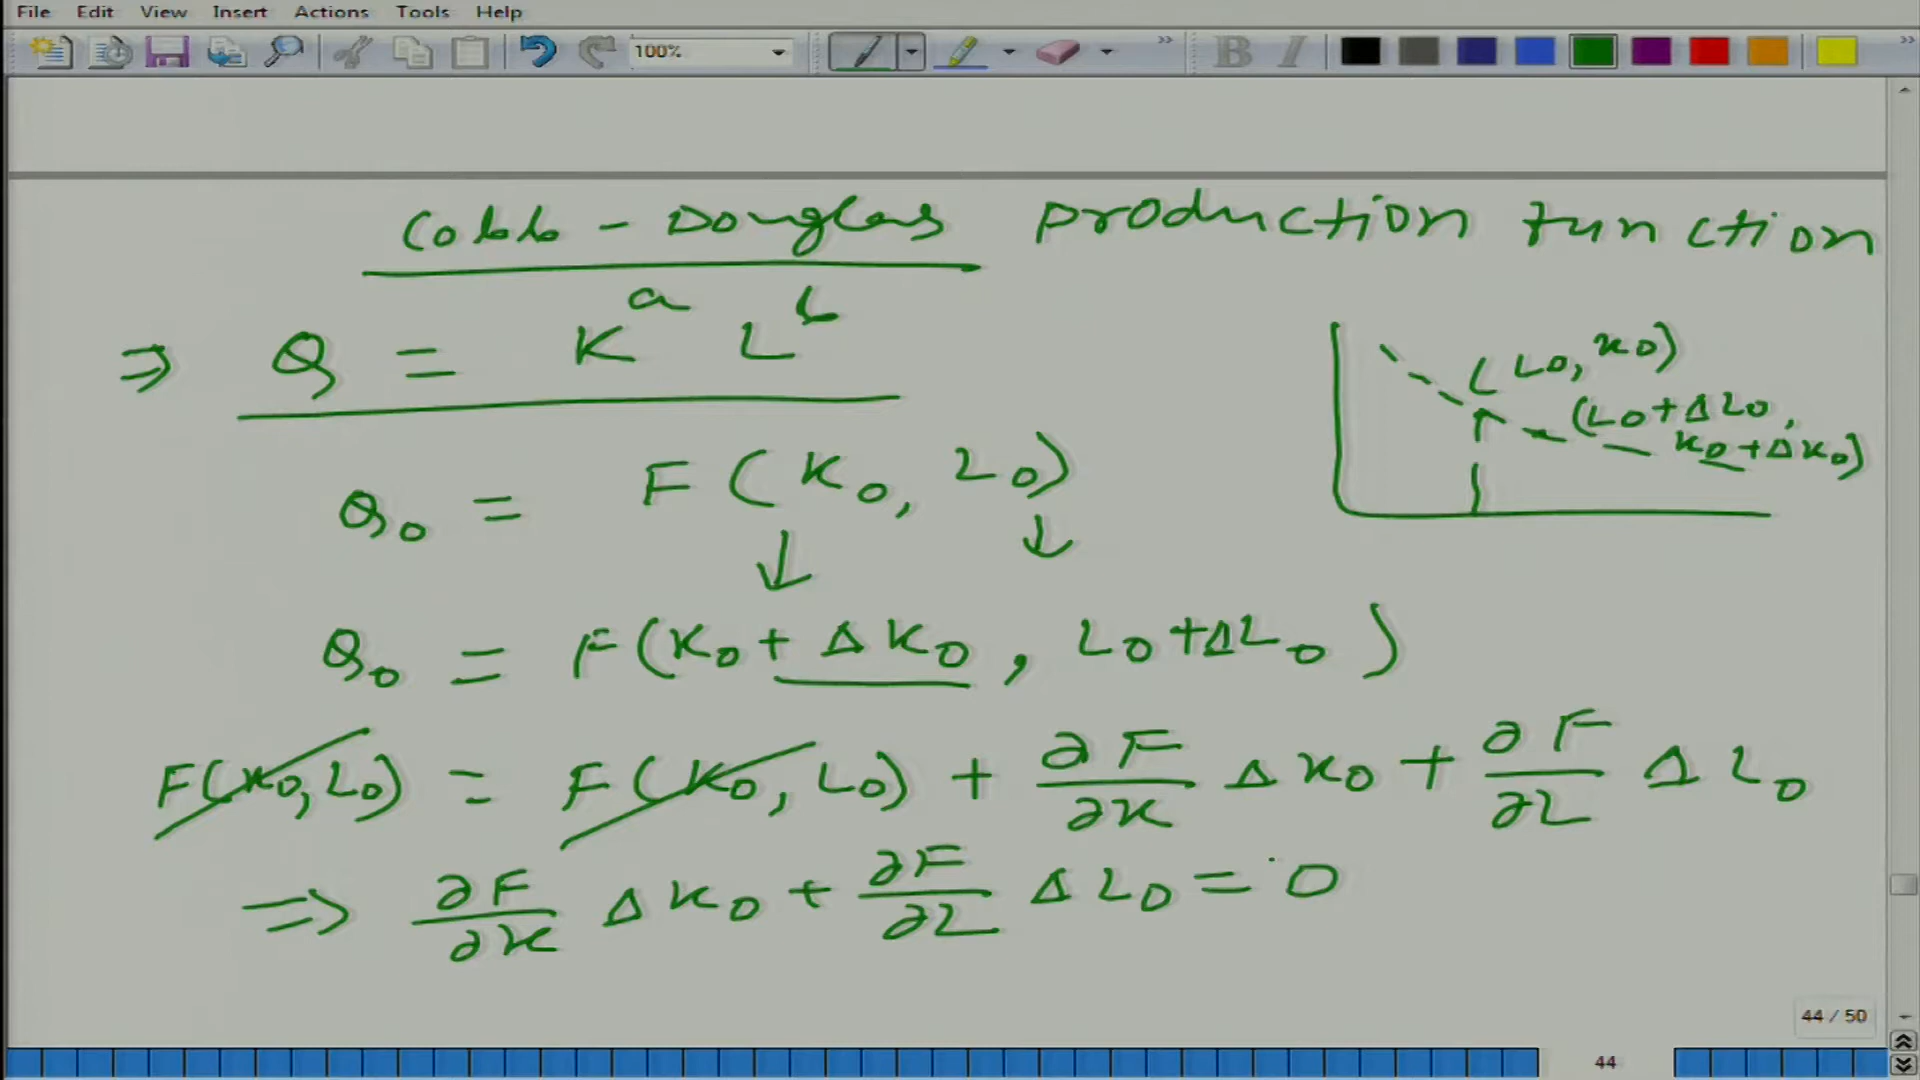 File Edit View Insert Actions Tools Help
100%
Cobb-Douglas production function
⇒ Q = K^a L^b
(L0, K0)
(L0+ΔL0,
K0+ΔK0)
Q0 = F(K0, L0)
Q0 = F(K0+ΔK0, L0+ΔL0)
F(K0, L0) = F(K0, L0) + ∂F/∂K ΔK0 + ∂F/∂L ΔL0
⇒ ∂F/∂K ΔK0 + ∂F/∂L ΔL0 = 0
44 / 50
44